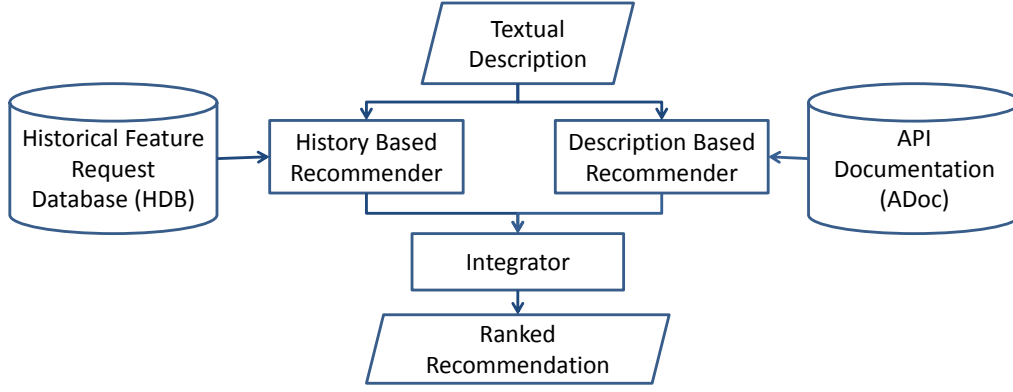 Textual
Description
Historical Feature
Request
Database (HDB)
History Based
Recommender
Description Based
Recommender
API
Documentation
(ADoc)
Integrator
Ranked
Recommendation